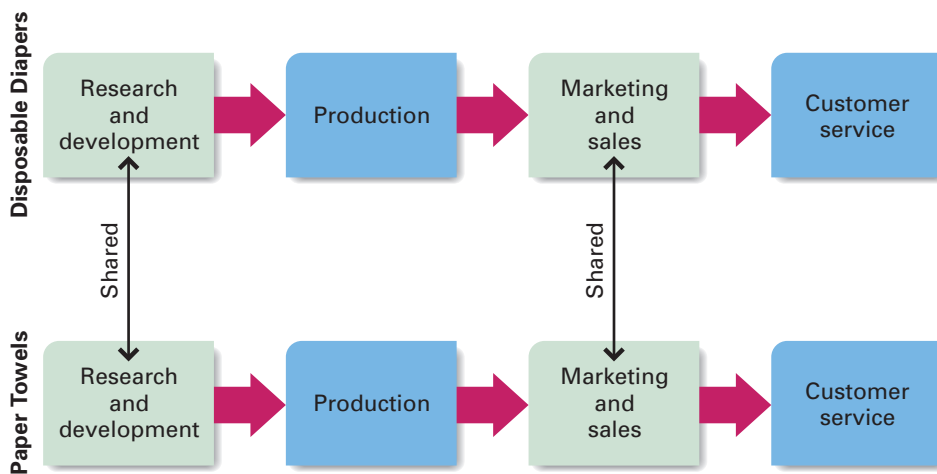 Disposable Diapers
Research
and
development
Production
Marketing
and
sales
Customer
service
Shared
Shared
Paper Towels
Research
and
development
Production
Marketing
and
sales
Customer
service